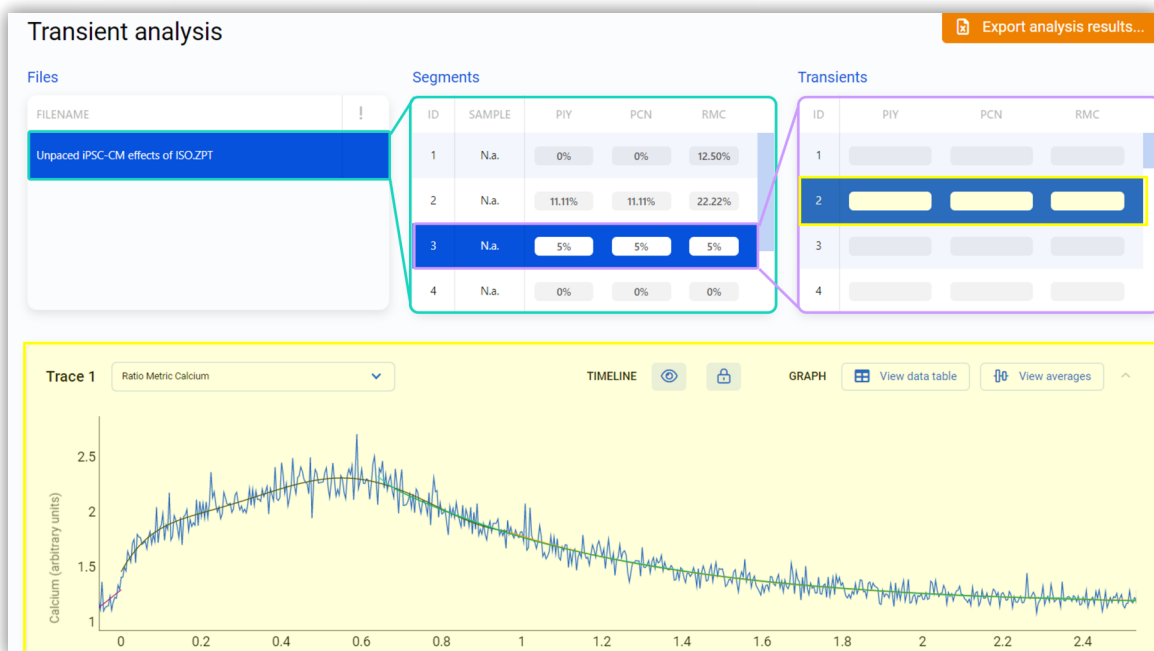 Transient analysis
Export analysis results...
Files
Segments
Transients
FILENAME !
ID SAMPLE PIY PCN RMC
ID PIY PCN RMC
Unpaced iPSC-CM effects of ISO.ZPT
1 N.a. 0% 0% 12.50%
1
2 N.a. 11.11% 11.11% 22.22%
2
3 N.a. 5% 5% 5%
3
4 N.a. 0% 0% 0%
4
Trace 1
Ratio Metric Calcium
TIMELINE
GRAPH
View data table
View averages
Calcium (arbitrary units)
2.5
2
1.5
1
0 0.2 0.4 0.6 0.8 1 1.2 1.4 1.6 1.8 2 2.2 2.4